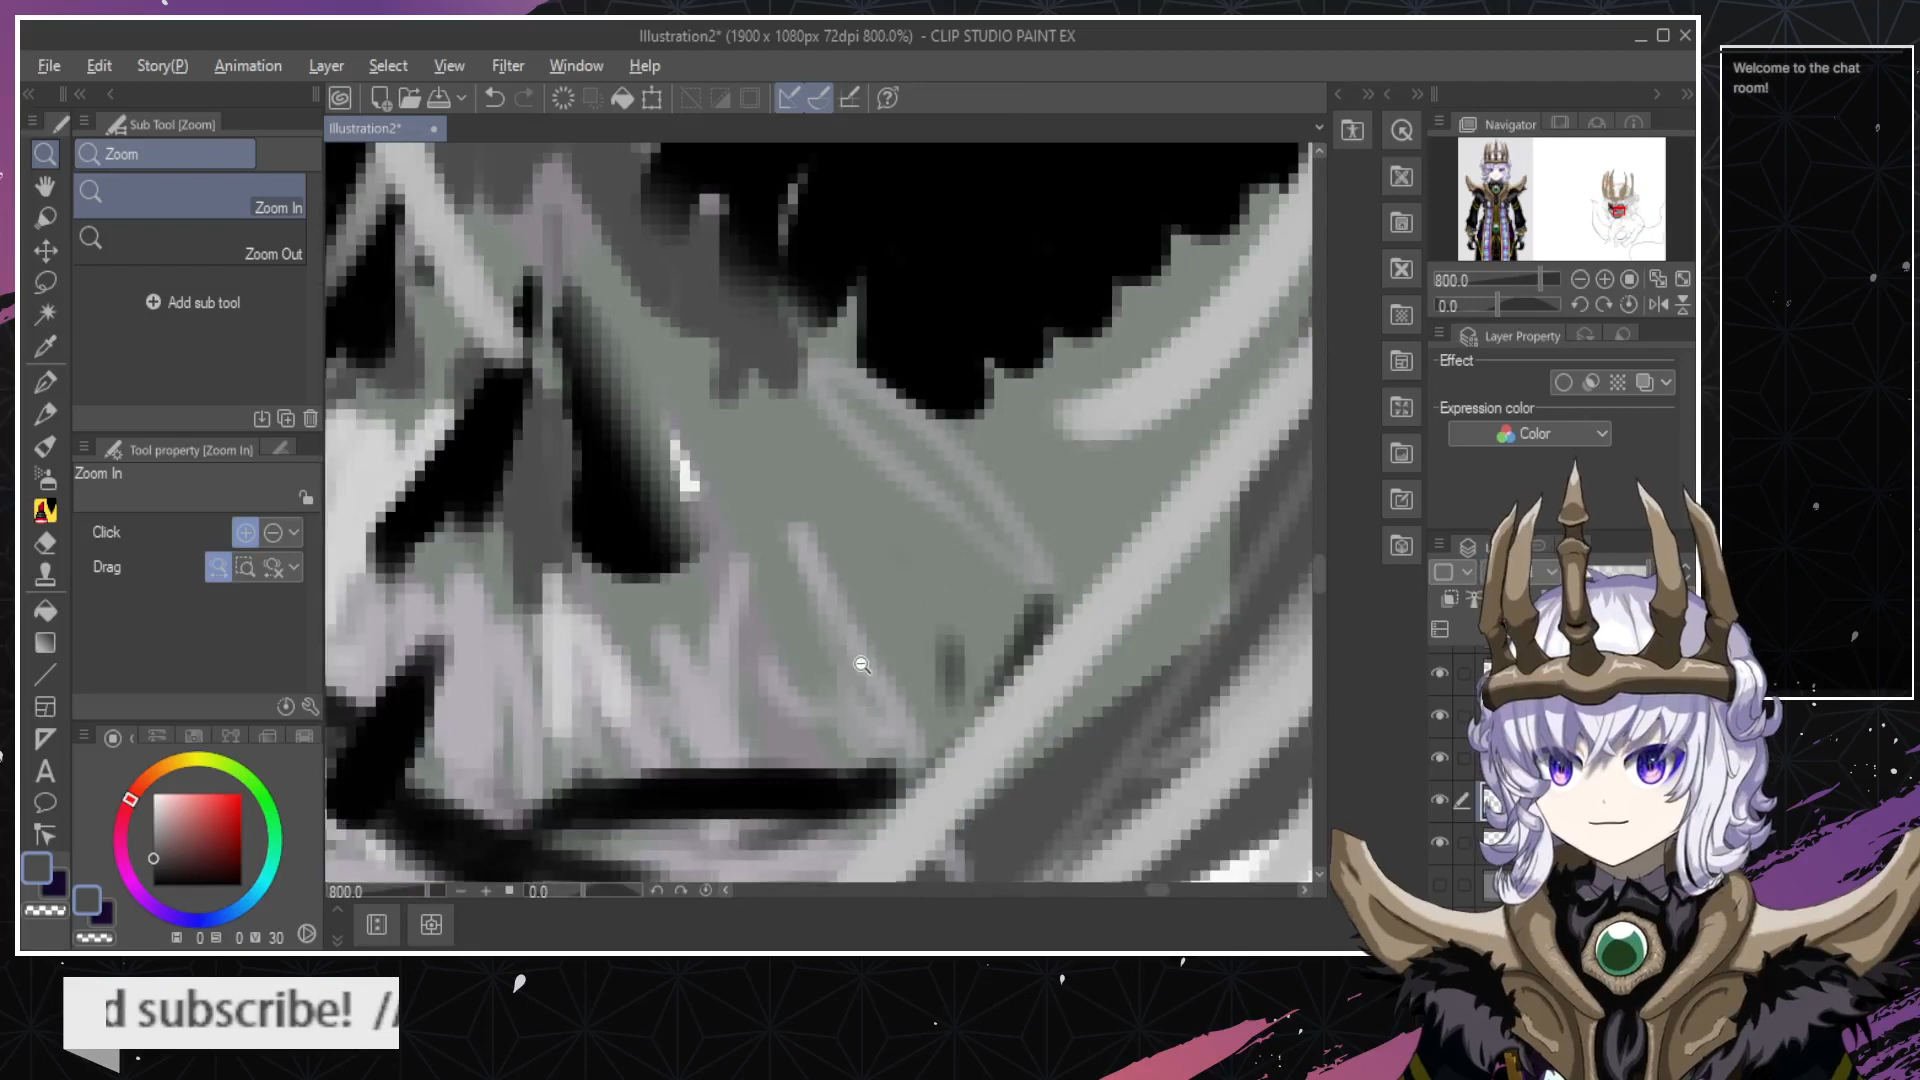 Illustration2* (1900 x 1080px 72dpi 800.0%) - CLIP STUDIO PAINT EX
File Edit Story(P) Animation Layer Select View Filter Window Help
Welcome to the chat
room!
Sub Tool [Zoom]
Illustration2*
Navigator
Zoom
Zoom In
Zoom Out
Add sub tool
800.0
0.0
Layer Property
Effect
Expression color
Color
Tool property [Zoom In]
Zoom In
Click
Drag
0 0 V 30
800.0
0.0
d subscribe! //